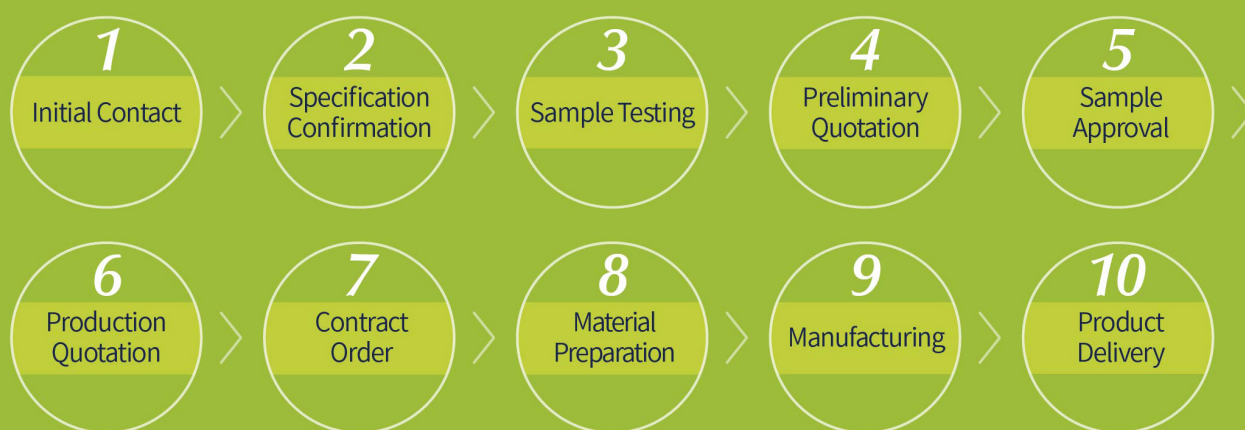 1
Initial Contact
2
Specification
Confirmation
3
Sample Testing
4
Preliminary
Quotation
5
Sample
Approval
6
Production
Quotation
7
Contract
Order
8
Material
Preparation
9
Manufacturing
10
Product
Delivery